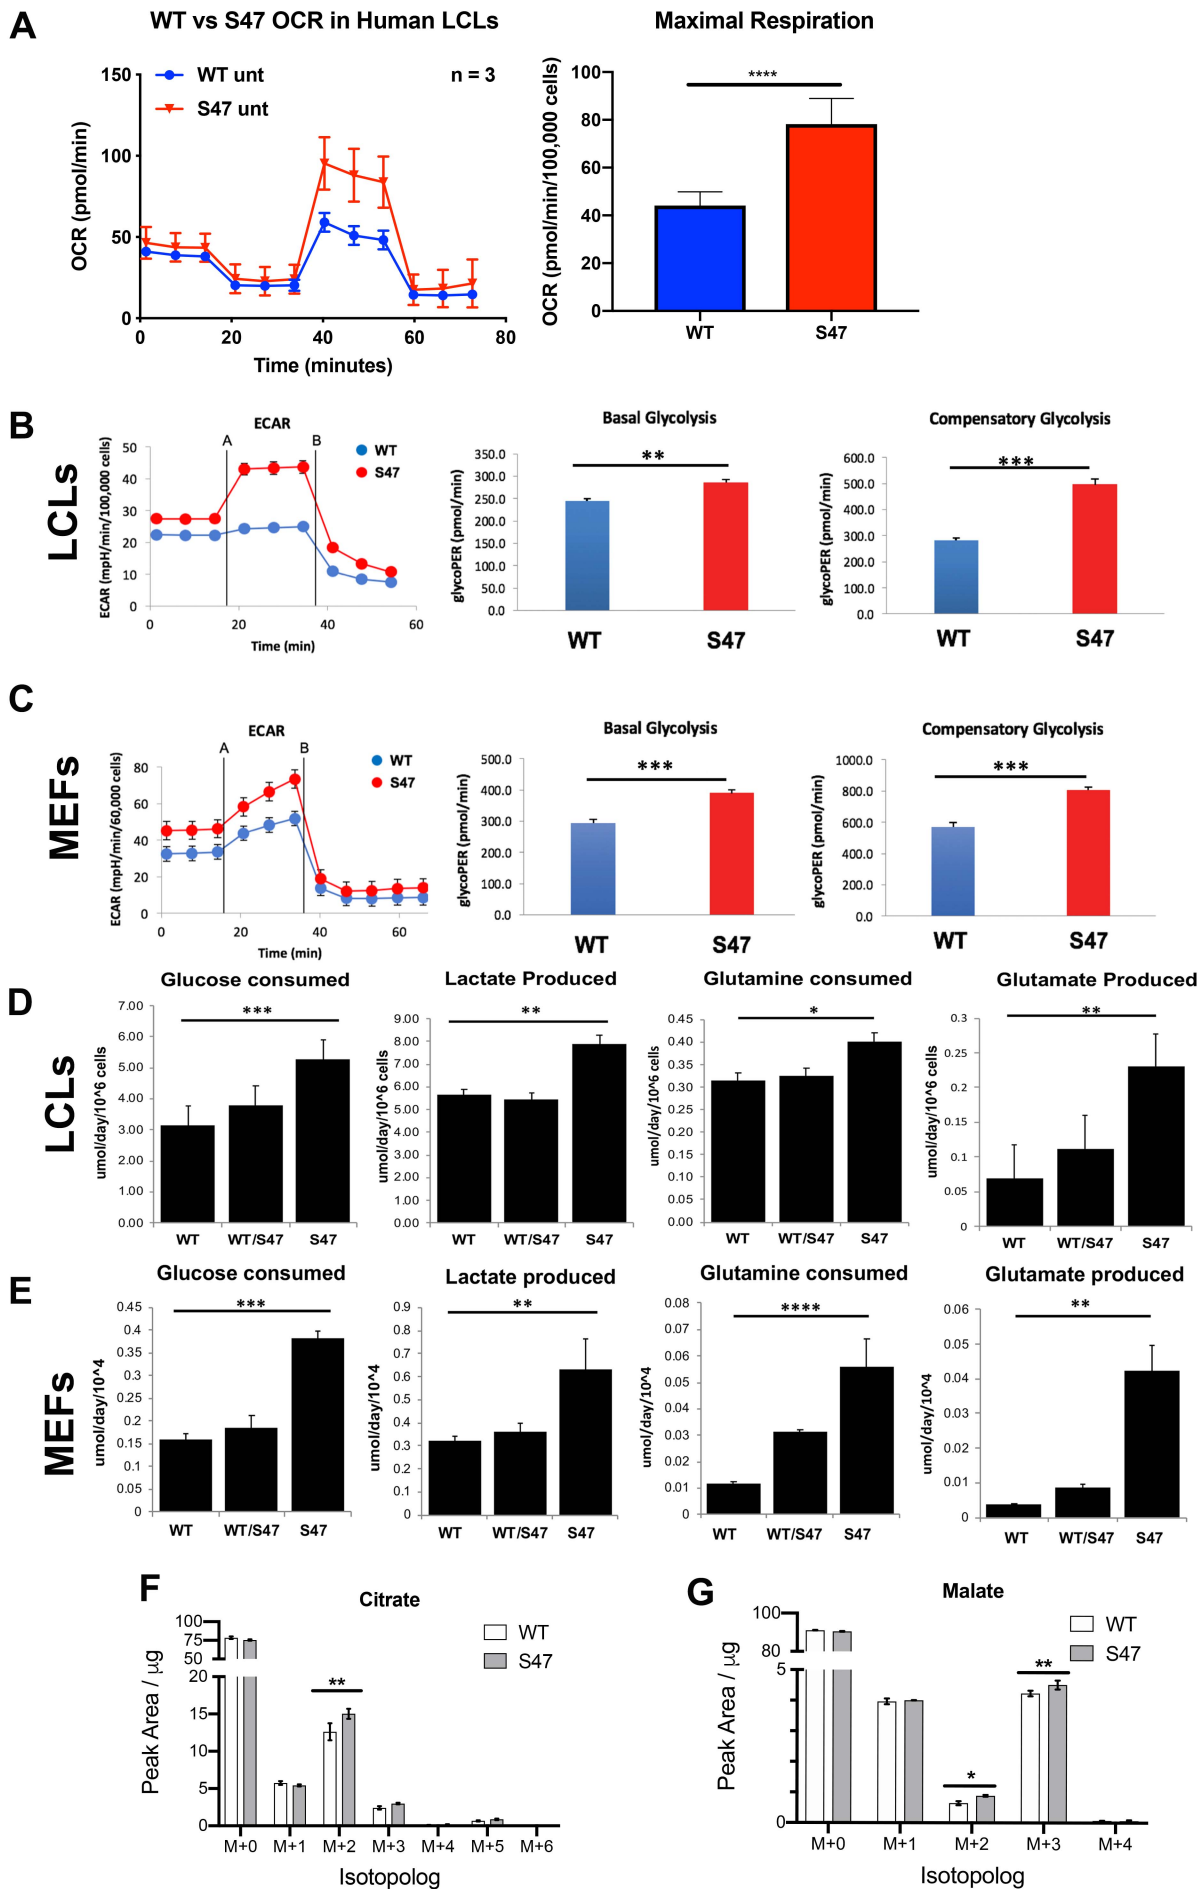 A
WT vs S47 OCR in Human LCLs
Maximal Respiration
WT unt
S47 unt
n = 3
OCR (pmol/min)
150
100
50
0
0 20 40 60 80
Time (minutes)
OCR (pmol/min/100,000 cells)
100
80
60
40
20
0
****
WT S47
B
LCLs
ECAR
A B
WT
S47
ECAR (mpH/min/100,000 cells)
50
40
30
20
10
0
0 20 40 60
Time (min)
Basal Glycolysis
glycoPER (pmol/min)
350.0
300.0
250.0
200.0
150.0
100.0
50.0
0.0
**
WT S47
Compensatory Glycolysis
glycoPER (pmol/min)
600.0
500.0
400.0
300.0
200.0
100.0
0.0
***
WT S47
C
MEFs
ECAR
A B
WT
S47
ECAR (mpH/min/60,000 cells)
80
60
40
20
0
0 20 40 60
Time (min)
Basal Glycolysis
glycoPER (pmol/min)
500.0
400.0
300.0
200.0
100.0
0.0
***
WT S47
Compensatory Glycolysis
glycoPER (pmol/min)
1000.0
800.0
600.0
400.0
200.0
0.0
***
WT S47
D
LCLs
Glucose consumed
umol/day/10^6 cells
7.00
6.00
5.00
4.00
3.00
2.00
1.00
0.00
***
WT WT/S47 S47
Lactate Produced
umol/day/10^6 cells
9.00
8.00
7.00
6.00
5.00
4.00
3.00
2.00
1.00
0.00
**
WT WT/S47 S47
Glutamine consumed
umol/day/10^6 cells
0.45
0.40
0.35
0.30
0.25
0.20
0.15
0.10
0.05
0.00
*
WT WT/S47 S47
Glutamate Produced
umol/day/10^6 cells
0.3
0.25
0.2
0.15
0.1
0.05
0
**
WT WT/S47 S47
E
MEFs
Glucose consumed
umol/day/10^4
0.45
0.4
0.35
0.3
0.25
0.2
0.15
0.1
0.05
0
***
WT WT/S47 S47
Lactate produced
umol/day/10^4
0.9
0.8
0.7
0.6
0.5
0.4
0.3
0.2
0.1
0
**
WT WT/S47 S47
Glutamine consumed
umol/day/10^4
0.08
0.07
0.06
0.05
0.04
0.03
0.02
0.01
0
****
WT WT/S47 S47
Glutamate produced
umol/day/10^4
0.06
0.05
0.04
0.03
0.02
0.01
0
**
WT WT/S47 S47
F
Citrate
WT
S47
Peak Area / µg
100
75
50
20
15
10
5
0
**
M+0 M+1 M+2 M+3 M+4 M+5 M+6
Isotopolog
G
Malate
WT
S47
Peak Area / µg
100
80
5
0
*
**
M+0 M+1 M+2 M+3 M+4
Isotopolog